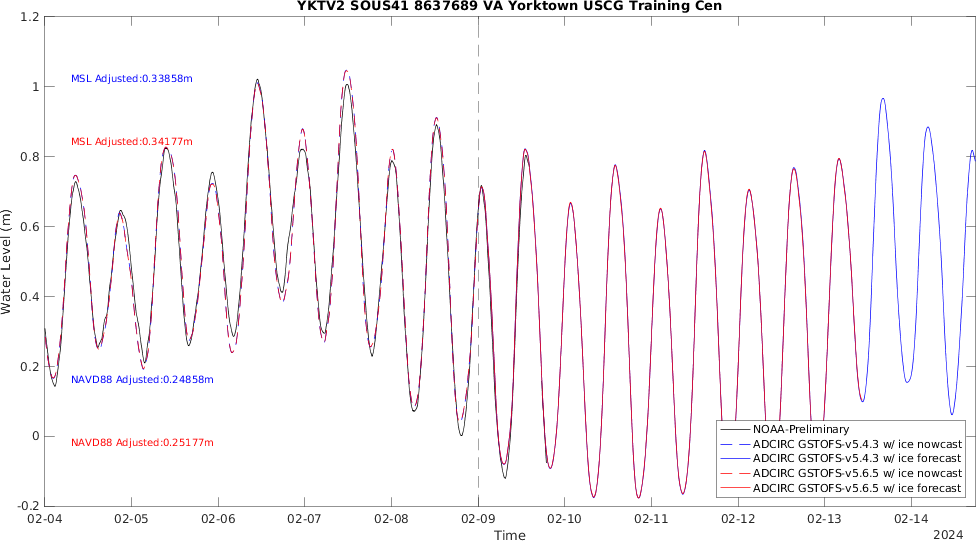 YKTV2 SOUS41 8637689 VA Yorktown USCG Training Cen
1.2
1
0.8
0.6
0.4
0.2
0
-0.2
Water Level (m)
MSL Adjusted:0.33858m
MSL Adjusted:0.34177m
NAVD88 Adjusted:0.24858m
NAVD88 Adjusted:0.25177m
NOAA-Preliminary
ADCIRC GSTOFS-v5.4.3 w/ ice nowcast
ADCIRC GSTOFS-v5.4.3 w/ ice forecast
ADCIRC GSTOFS-v5.6.5 w/ ice nowcast
ADCIRC GSTOFS-v5.6.5 w/ ice forecast
02-04 02-05 02-06 02-07 02-08 02-09 02-10 02-11 02-12 02-13 02-14
Time
2024